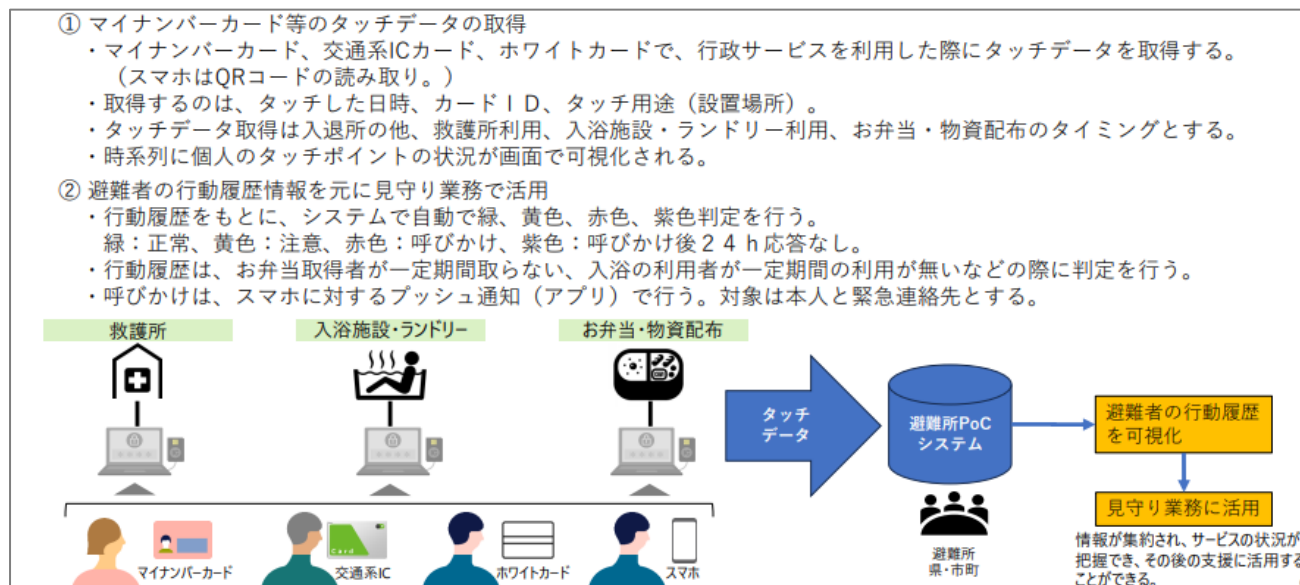 ① マイナンバーカード等のタッチデータの取得
・マイナンバーカード、交通系ICカード、ホワイトカードで、行政サービスを利用した際にタッチデータを取得する。
（スマホはQRコードの読み取り。）
・取得するのは、タッチした日時、カードＩＤ、タッチ用途（設置場所）。
・タッチデータ取得は入退所の他、救護所利用、入浴施設・ランドリー利用、お弁当・物資配布のタイミングとする。
・時系列に個人のタッチポイントの状況が画面で可視化される。
② 避難者の行動履歴情報を元に見守り業務で活用
・行動履歴をもとに、システムで自動で緑、黄色、赤色、紫色判定を行う。
緑：正常、黄色：注意、赤色：呼びかけ、紫色：呼びかけ後２４ｈ応答なし。
・行動履歴は、お弁当取得者が一定期間取らない、入浴の利用者が一定期間の利用が無いなどの際に判定を行う。
・呼びかけは、スマホに対するプッシュ通知（アプリ）で行う。対象は本人と緊急連絡先とする。
救護所
入浴施設・ランドリー
お弁当・物資配布
タッチ
データ
避難所PoC
システム
避難者の行動履歴
を可視化
見守り業務に活用
避難所
県・市町
情報が集約され、サービスの状況が
把握でき、その後の支援に活用する
ことができる。
Card
マイナンバーカード
交通系IC
ホワイトカード
スマホ